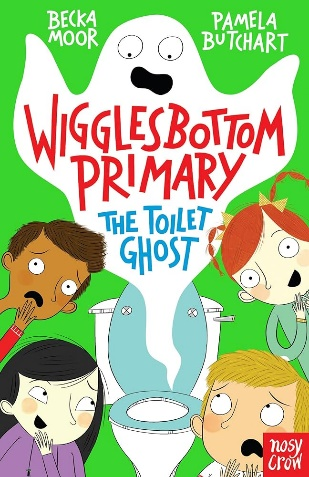 BECKA
MOOR
PAMELA
BUTCHART
WIGGLESBOTTOM
PRIMARY
THE TOILET
GHOST
nosy
crow